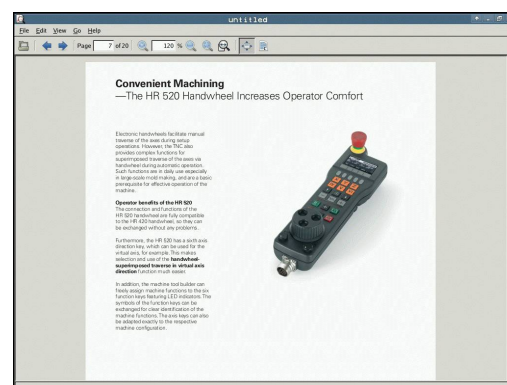 untitled
File Edit View Go Help
Page 7 of 20 120 %
Convenient Machining
—The HR 520 Handwheel Increases Operator Comfort
Electronic handwheels facilitate manual
traverse of the axes during setup
operations. However, the TNC also
provides complex functions for
superimposed traverse of the axes via
handwheel during automatic operation.
Such functions are in daily use especially
in large-scale mold making, and are a basic
prerequisite for effective operation of the
machine.
Operator benefits of the HR 520
The connection and functions of the
HR 520 handwheel are fully compatible
to the HR 420 handwheel, so they can
be exchanged without any problems.
Furthermore, the HR 520 has a sixth axis
direction key, which can be used for the
virtual axis, for example. This makes
selection and use of the handwheel-
superimposed traverse in virtual axis
direction function much easier.
In addition, the machine tool builder can
freely assign machine functions to the six
function keys featuring LED indicators. The
symbols of the function keys can be
exchanged for clear identification of the
machine functions. The axis keys can also
be adapted exactly to the respective
machine configuration.